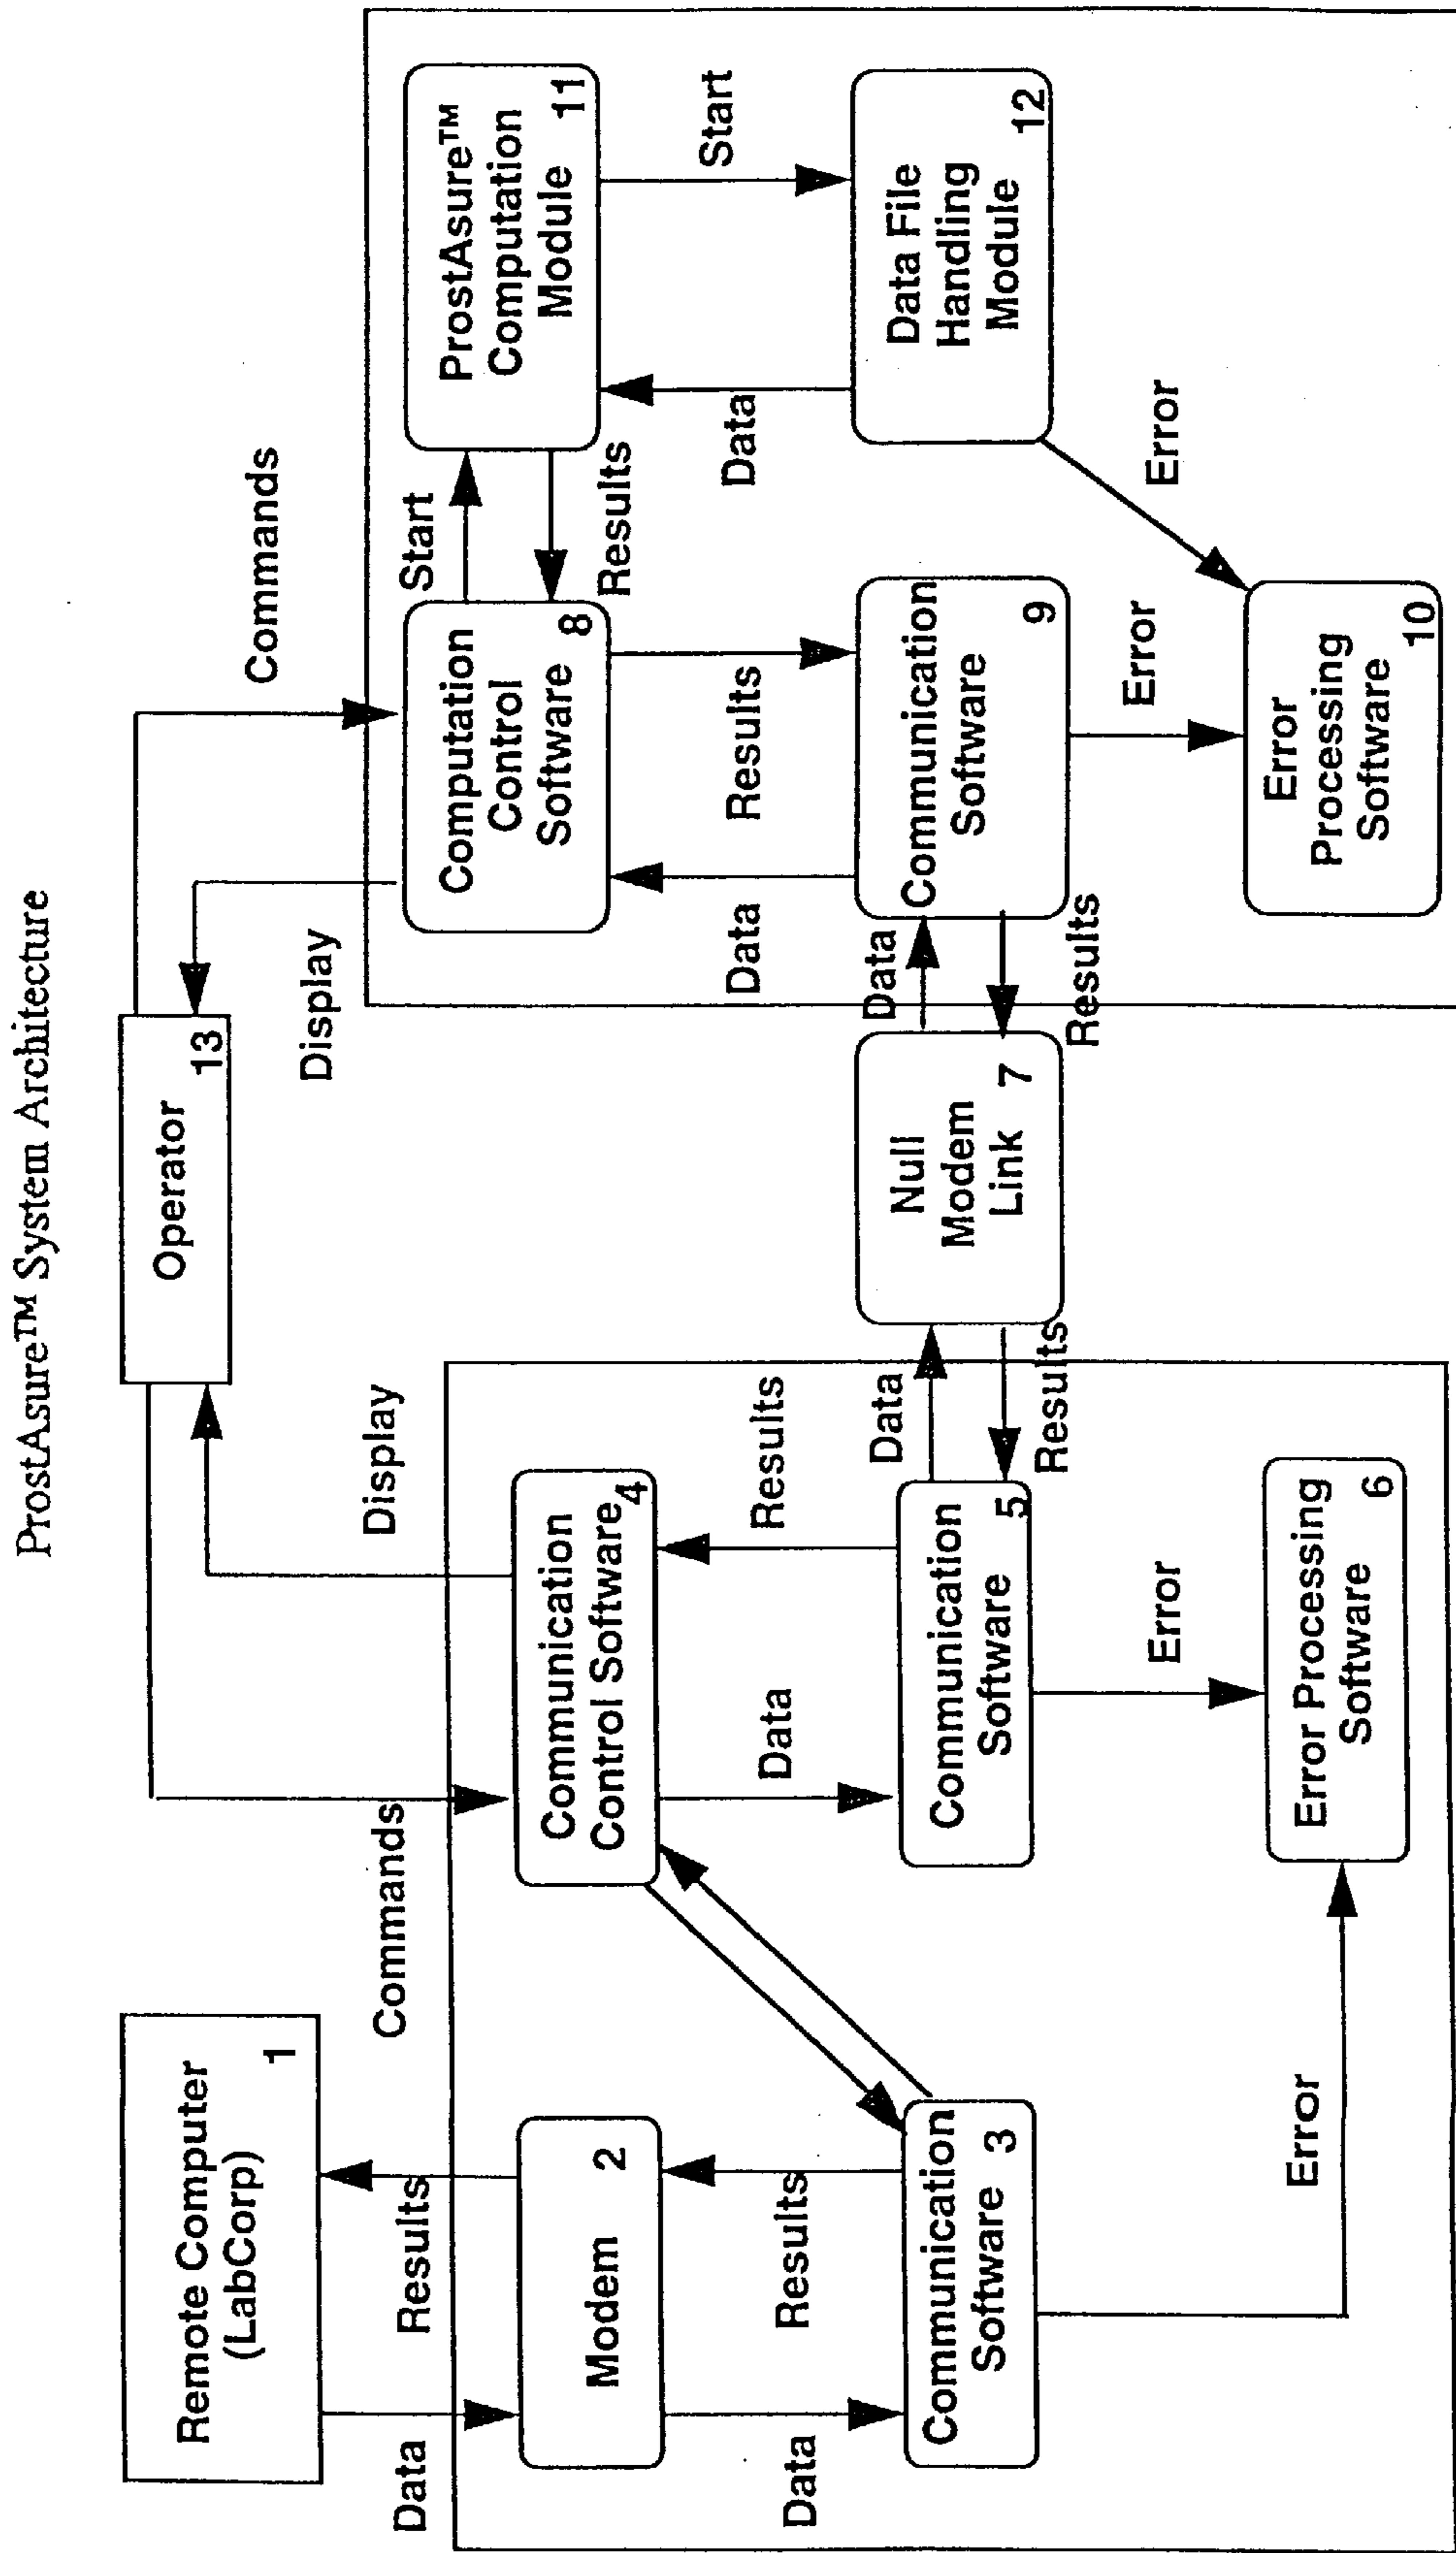 ProstAsure™ System Architecture
Remote Computer
(LabCorp)
1
Operator
13
Data
Results
Commands
Display
Display
Commands
Modem
2
Communication
Control Software
4
Computation
Control
Software
8
Start
Results
ProstAsure™
Computation
Module
11
Data
Results
Data
Results
Data
Results
Data
Start
Communication
Software
3
Communication
Software
5
Data
Results
Null
Modem
Link
7
Data
Results
Communication
Software
9
Data File
Handling
Module
12
Error
Error
Error
Error
Error Processing
Software
6
Error
Processing
Software
10